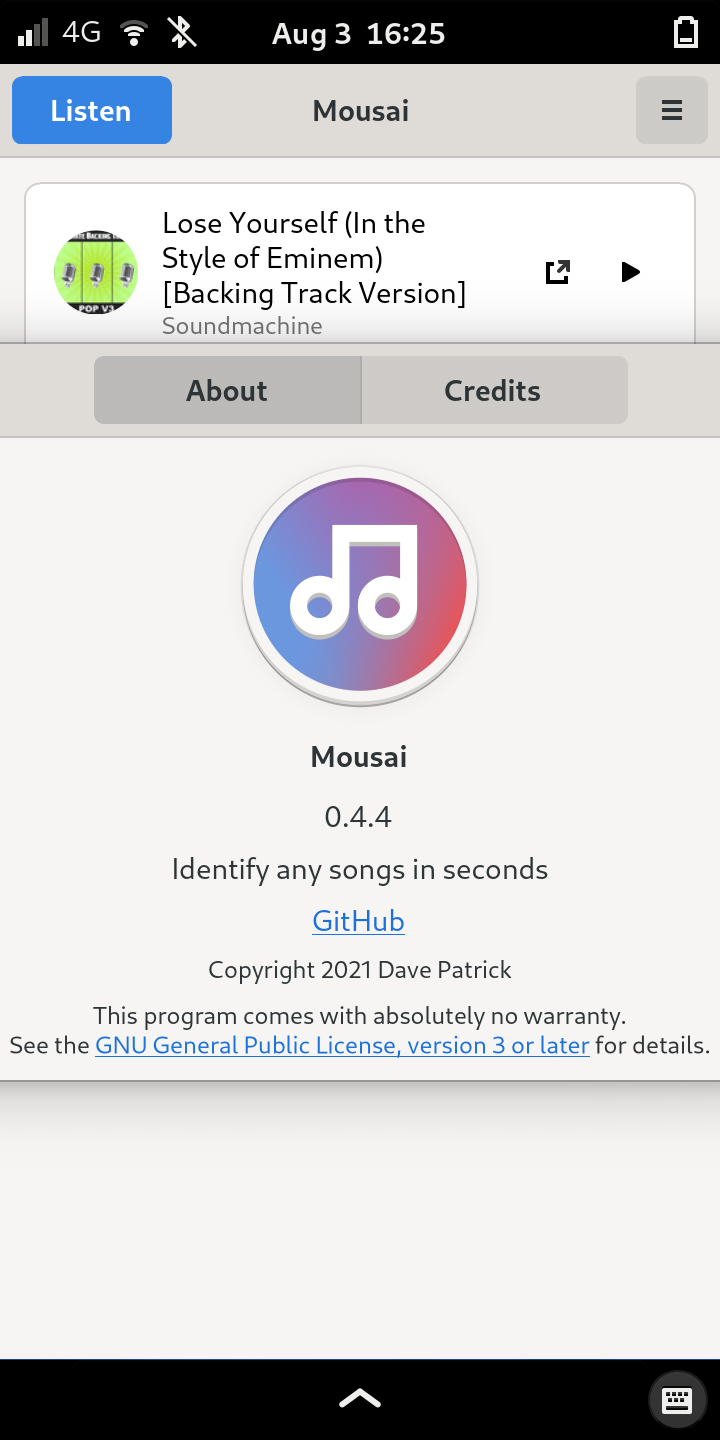 4G
Aug 3 16:25
Listen
Mousai
Lose Yourself (In the
Style of Eminem)
[Backing Track Version]
Soundmachine
POP V3
About
Credits
Mousai
0.4.4
Identify any songs in seconds
GitHub
Copyright 2021 Dave Patrick
This program comes with absolutely no warranty.
See the GNU General Public License, version 3 or later for details.